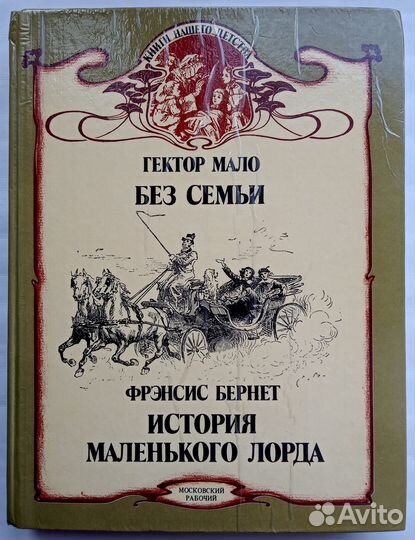 КНИГИ НАШЕГО ДЕТСТВА
ГЕКТОР МАЛО
БЕЗ СЕМЬИ
ФРЭНСИС БЕРНЕТ
ИСТОРИЯ
МАЛЕНЬКОГО ЛОРДА
МОСКОВСКИЙ
РАБОЧИЙ
Avito